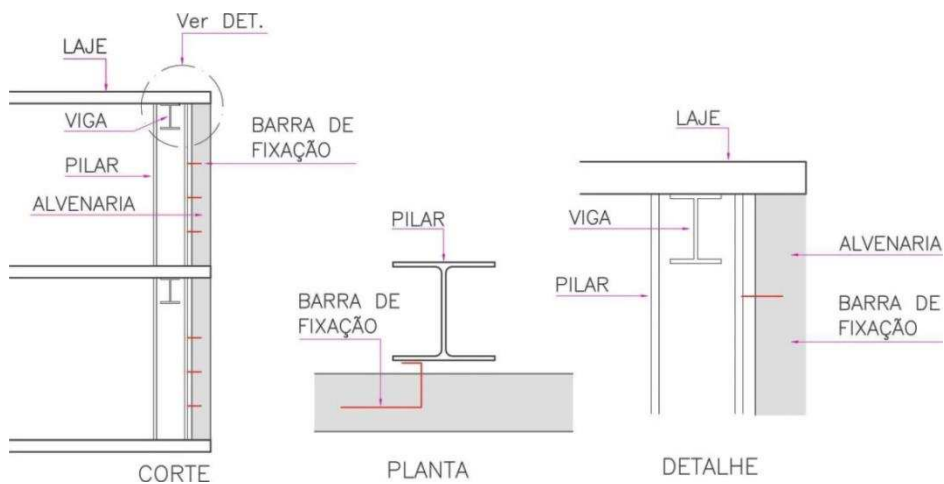 Ver DET.
LAJE
VIGA
BARRA DE
FIXAÇÃO
PILAR
ALVENARIA
CORTE
PILAR
BARRA DE
FIXAÇÃO
PLANTA
LAJE
VIGA
ALVENARIA
PILAR
BARRA DE
FIXAÇÃO
DETALHE